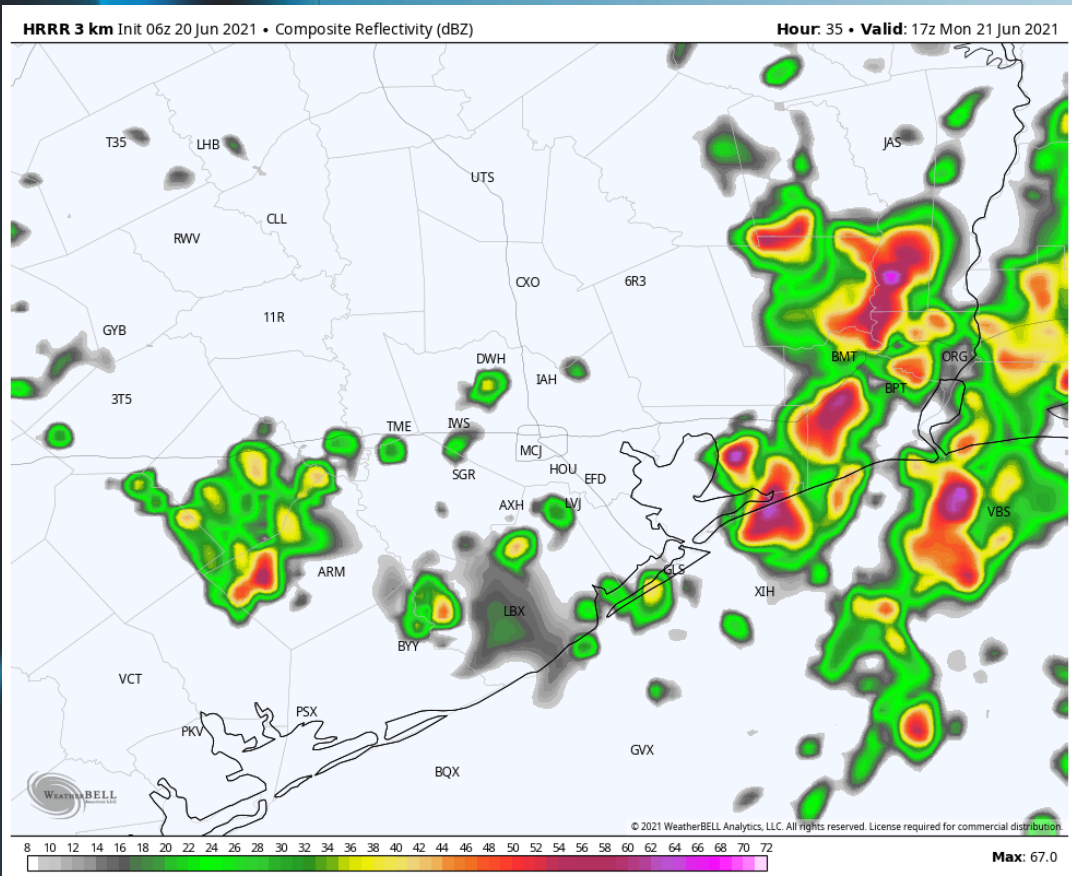 HRRR 3 km Init 06z 20 Jun 2021 • Composite Reflectivity (dBZ) Hour: 35 • Valid: 17z Mon 21 Jun 2021
T35
LHB
JAS
UTS
CLL
RWV
CXO
6R3
11R
GYB
DWH
BMT
ORG
IAH
BPT
3T5
TME
IWS
MCJ
HOU
SGR
EFD
AXH
LVJ
VBS
ARM
GLS
XIH
LBX
BYY
VCT
PSX
PKV
GVX
BQX
WEATHERBELL
© 2021 WeatherBELL Analytics, LLC. All rights reserved. License required for commercial distribution.
8 10 12 14 16 18 20 22 24 26 28 30 32 34 36 38 40 42 44 46 48 50 52 54 56 58 60 62 64 66 68 70 72
Max: 67.0